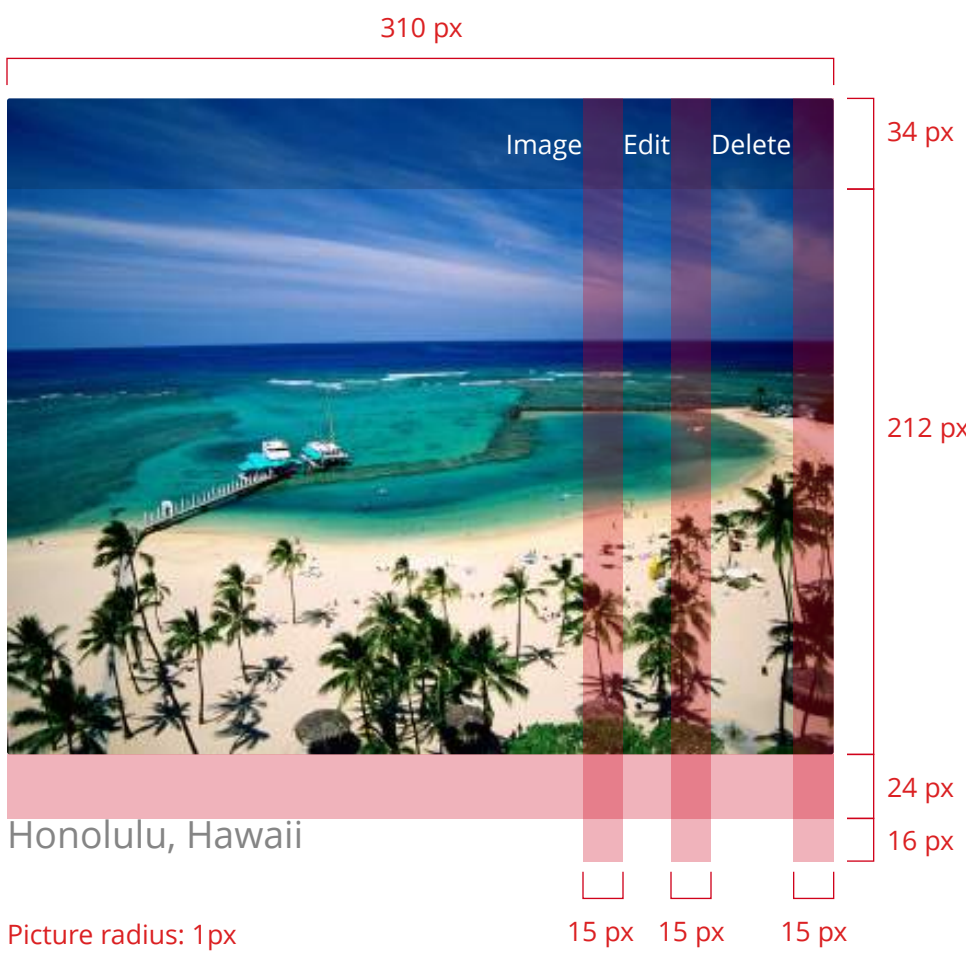 310 px
Image Edit Delete
34 px
212 px
24 px
Honolulu, Hawaii
16 px
15 px 15 px 15 px
Picture radius: 1px